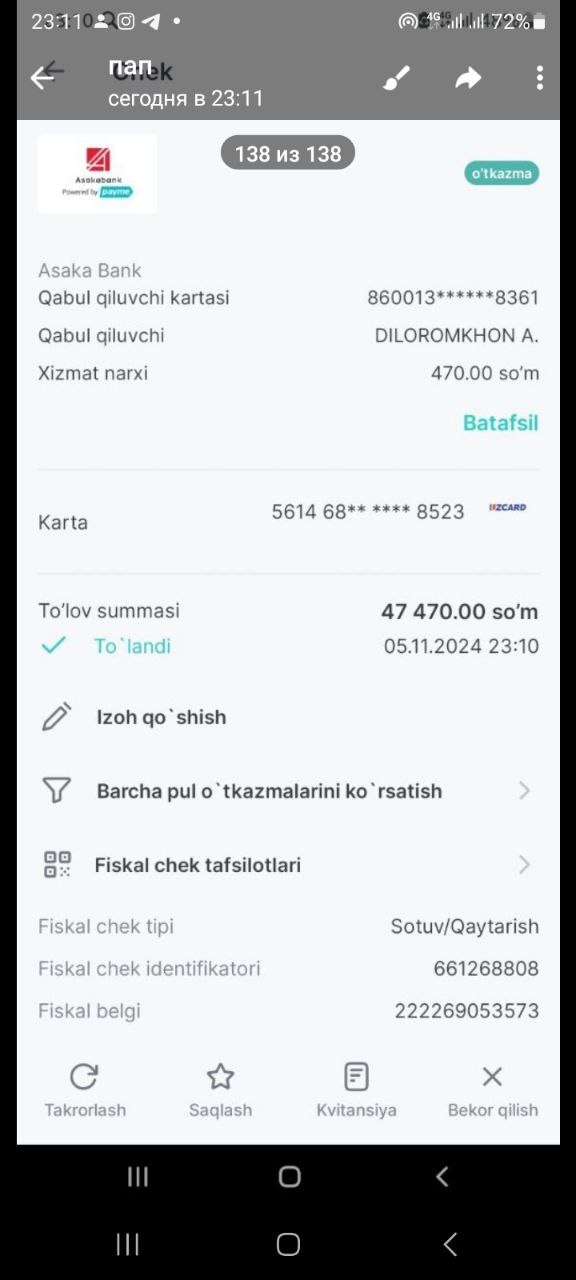 23:11
4G 72%
пап
Chek
сегодня в 23:11
138 из 138
Asakabank
Powered by payme
o'tkazma
Asaka Bank
Qabul qiluvchi kartasi 860013******8361
Qabul qiluvchi DILOROMKHON A.
Xizmat narxi 470.00 so'm
Batafsil
Karta 5614 68** **** 8523 UZCARD
To'lov summasi 47 470.00 so'm
To`landi 05.11.2024 23:10
Izoh qo`shish
Barcha pul o`tkazmalarini ko`rsatish
Fiskal chek tafsilotlari
Fiskal chek tipi Sotuv/Qaytarish
Fiskal chek identifikatori 661268808
Fiskal belgi 222269053573
Takrorlash Saqlash Kvitansiya Bekor qilish